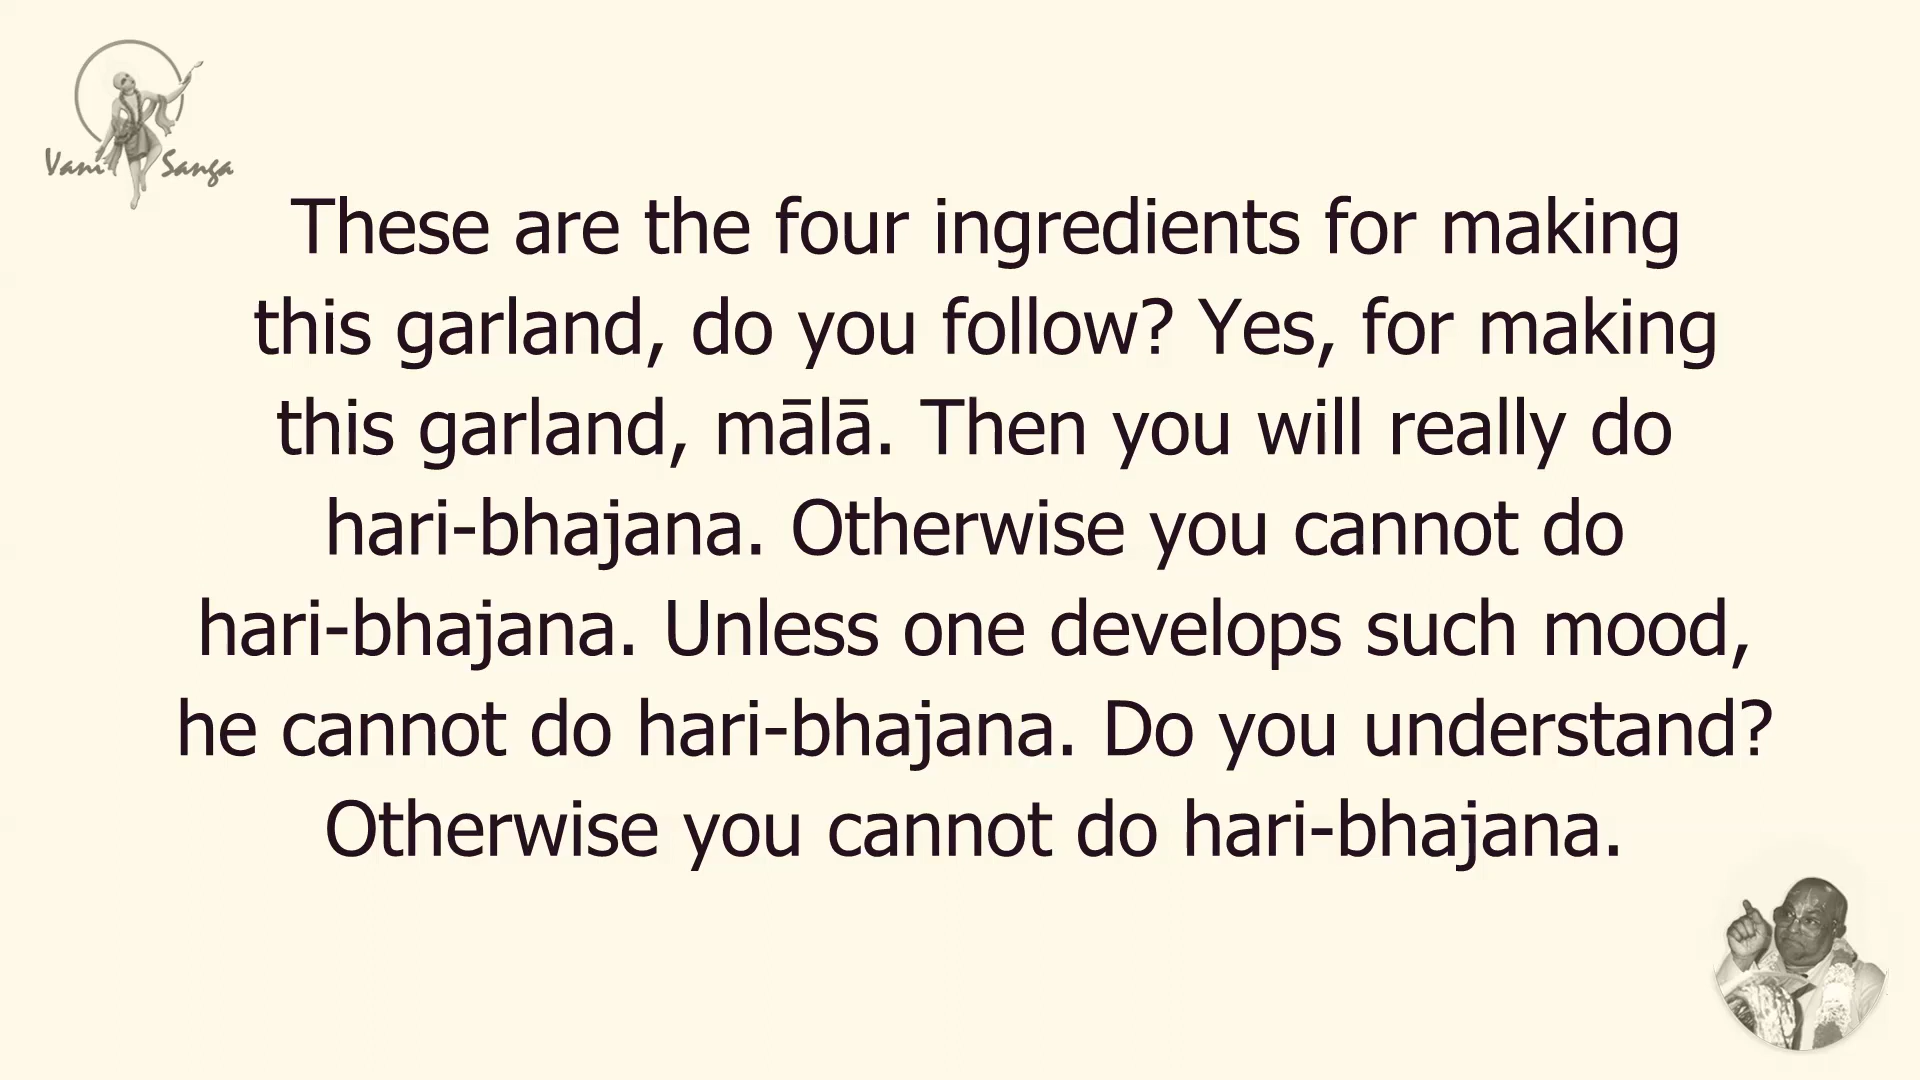 Vani Sanga
These are the four ingredients for making
this garland, do you follow? Yes, for making
this garland, mālā. Then you will really do
hari-bhajana. Otherwise you cannot do
hari-bhajana. Unless one develops such mood,
he cannot do hari-bhajana. Do you understand?
Otherwise you cannot do hari-bhajana.